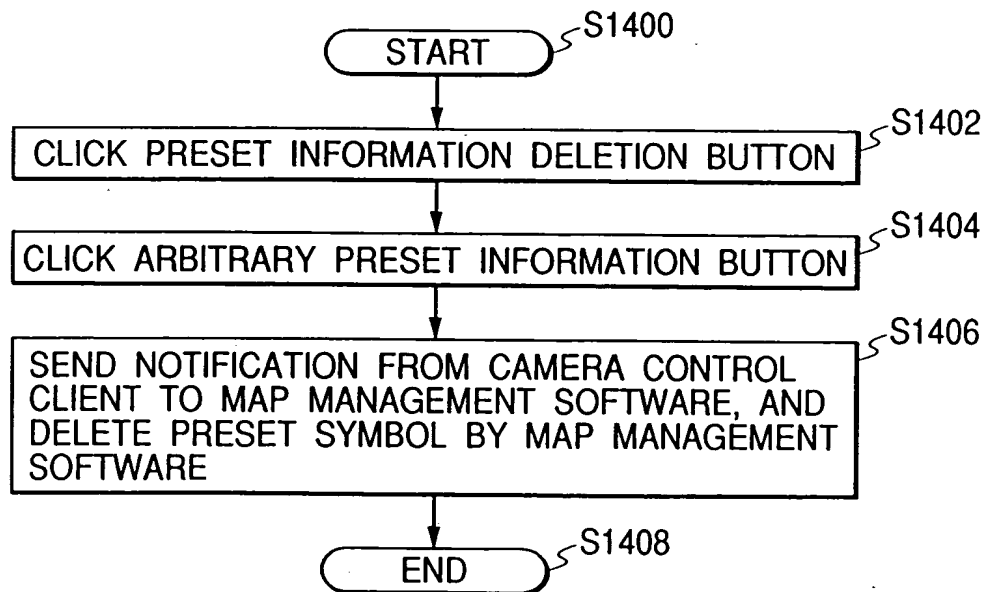 START
S1400
CLICK PRESET INFORMATION DELETION BUTTON
S1402
CLICK ARBITRARY PRESET INFORMATION BUTTON
S1404
SEND NOTIFICATION FROM CAMERA CONTROL
CLIENT TO MAP MANAGEMENT SOFTWARE, AND
DELETE PRESET SYMBOL BY MAP MANAGEMENT
SOFTWARE
S1406
END
S1408